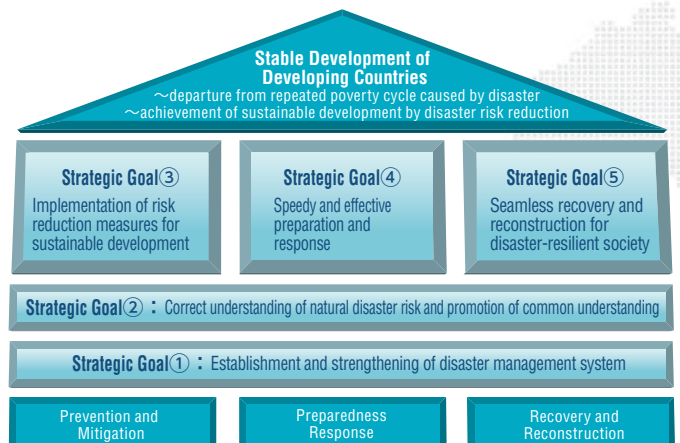 Stable Development of
Developing Countries
～departure from repeated poverty cycle caused by disaster
～achievement of sustainable development by disaster risk reduction
Strategic Goal③
Implementation of risk
reduction measures for
sustainable development
Strategic Goal④
Speedy and effective
preparation and
response
Strategic Goal⑤
Seamless recovery and
reconstruction for
disaster-resilient society
Strategic Goal②：Correct understanding of natural disaster risk and promotion of common understanding
Strategic Goal①：Establishment and strengthening of disaster management system
Prevention and
Mitigation
Preparedness
Response
Recovery and
Reconstruction